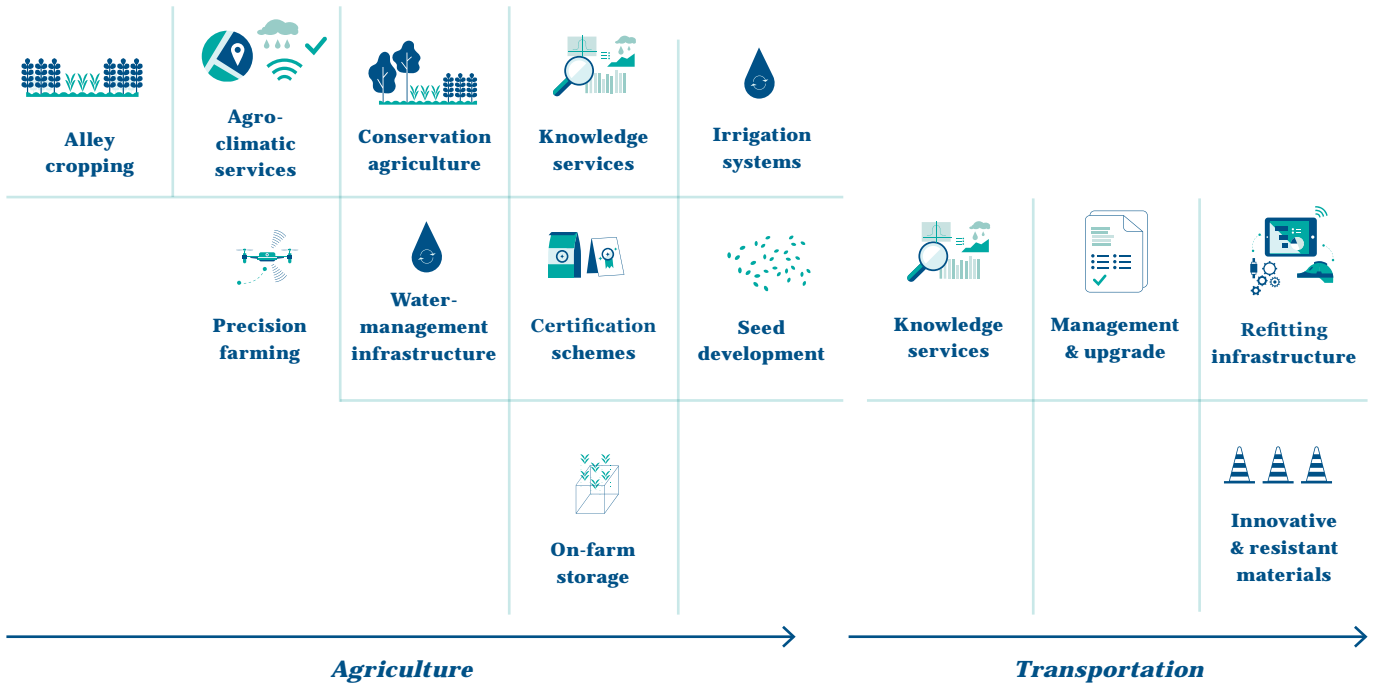 Alley
cropping
Agro-
climatic
services
Conservation
agriculture
Knowledge
services
Irrigation
systems
Precision
farming
Water-
management
infrastructure
Certification
schemes
Seed
development
Knowledge
services
Management
& upgrade
Refitting
infrastructure
On-farm
storage
Innovative
& resistant
materials
Agriculture
Transportation